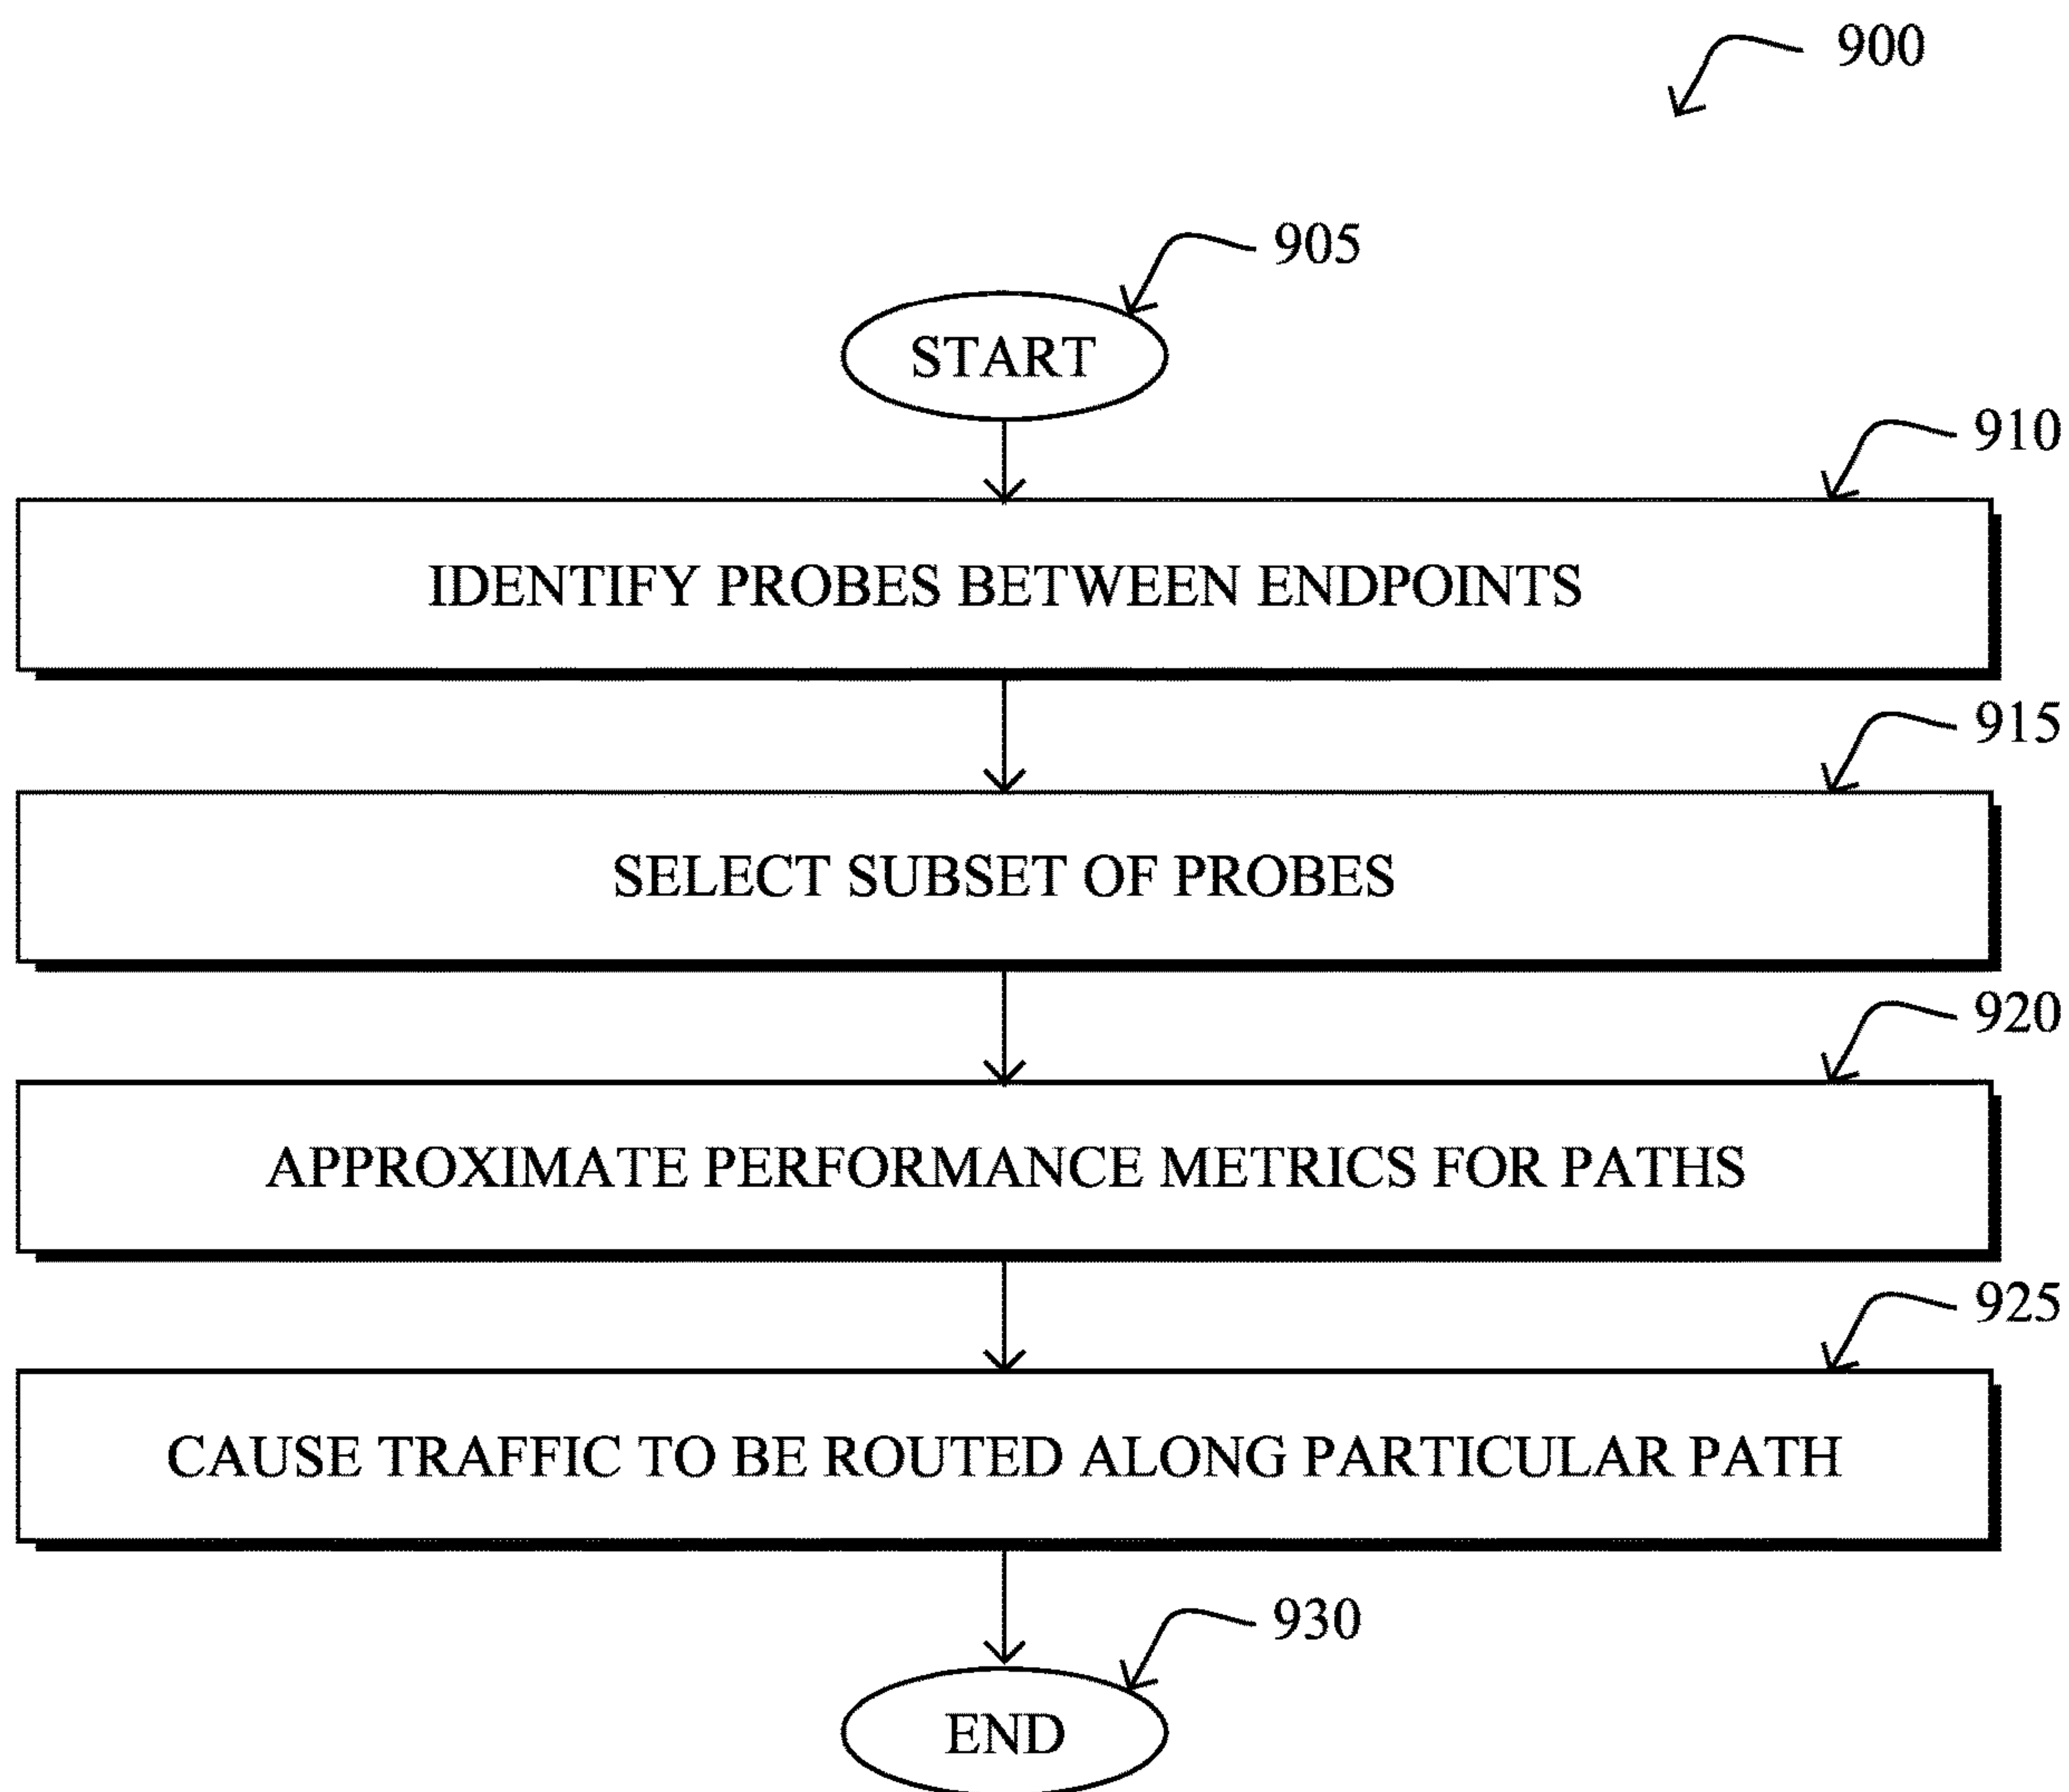 900
905
START
910
IDENTIFY PROBES BETWEEN ENDPOINTS
915
SELECT SUBSET OF PROBES
920
APPROXIMATE PERFORMANCE METRICS FOR PATHS
925
CAUSE TRAFFIC TO BE ROUTED ALONG PARTICULAR PATH
930
END